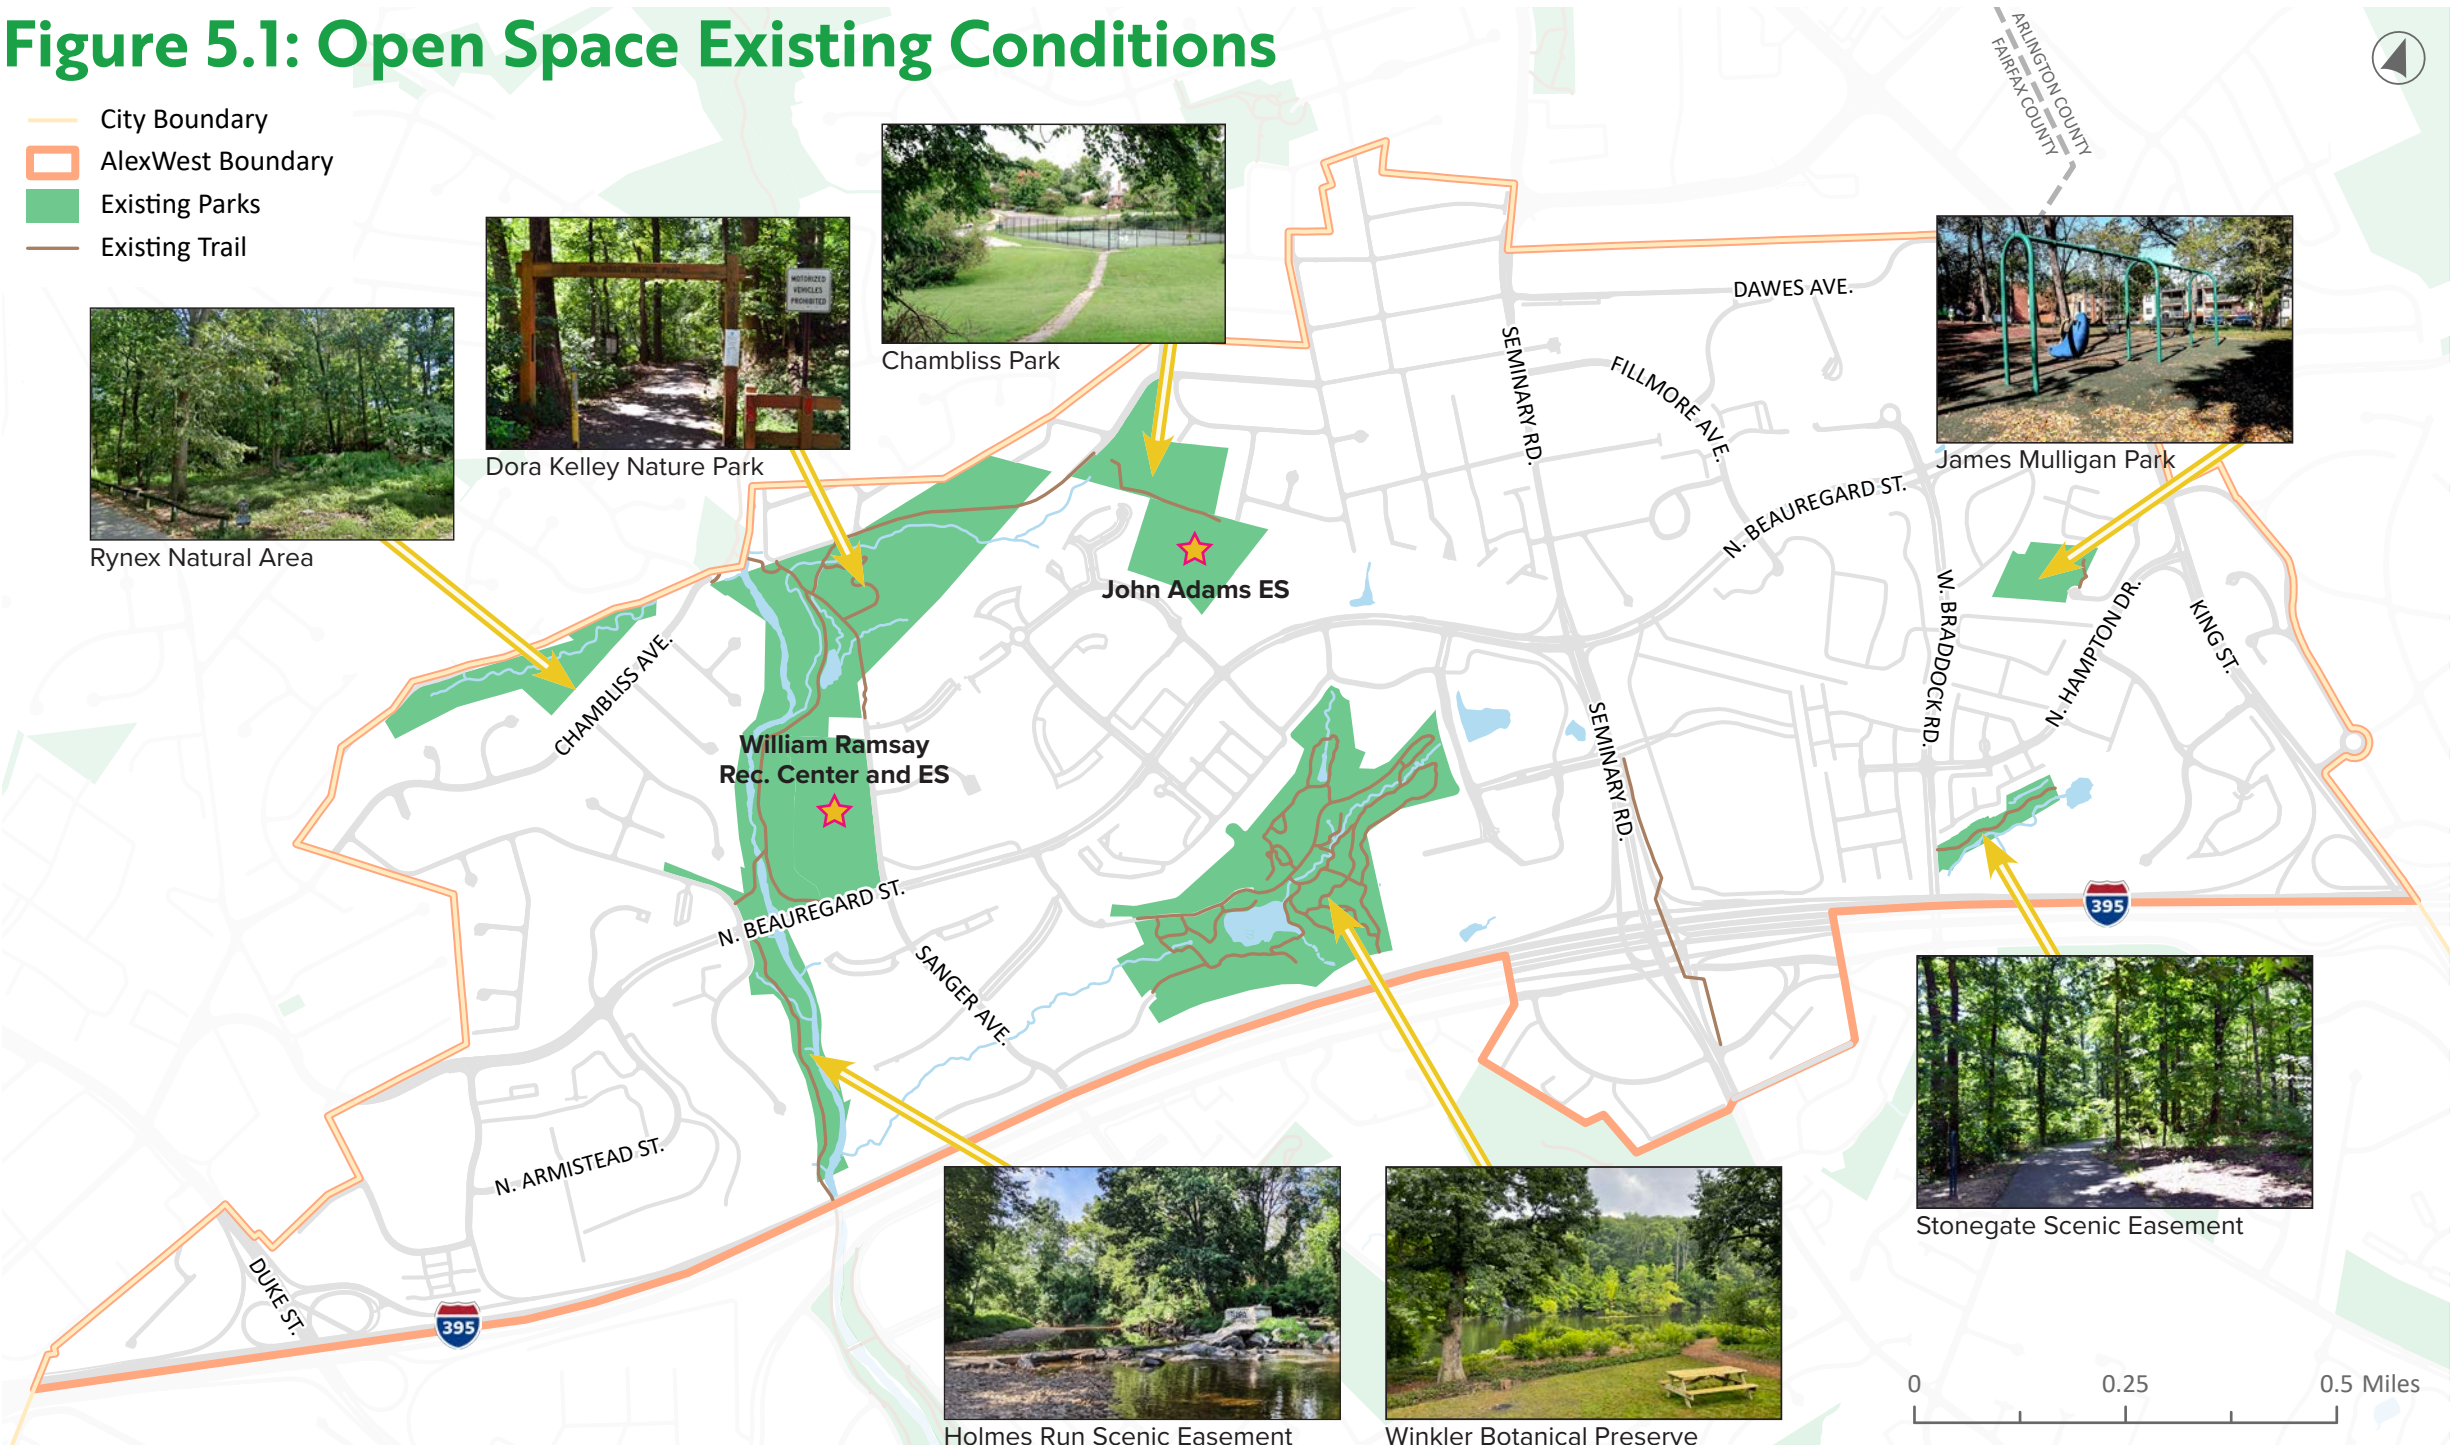 Figure 5.1: Open Space Existing Conditions
City Boundary
AlexWest Boundary
Existing Parks
Existing Trail
ARLINGTON COUNTY
FAIRFAX COUNTY
MOTORIZED
VEHICLES
PROHIBITED
Chambliss Park
Dora Kelley Nature Park
James Mulligan Park
Rynex Natural Area
DAWES AVE.
SEMINARY RD.
FILLMORE AVE.
N. BEAUREGARD ST.
W. BRADDOCK RD.
N. HAMPTON DR.
KING ST.
John Adams ES
CHAMBLISS AVE.
William Ramsay
Rec. Center and ES
SEMINARY RD.
N. BEAUREGARD ST.
SANGER AVE.
395
N. ARMISTEAD ST.
DUKE ST.
395
Stonegate Scenic Easement
Holmes Run Scenic Easement
Winkler Botanical Preserve
0 0.25 0.5 Miles